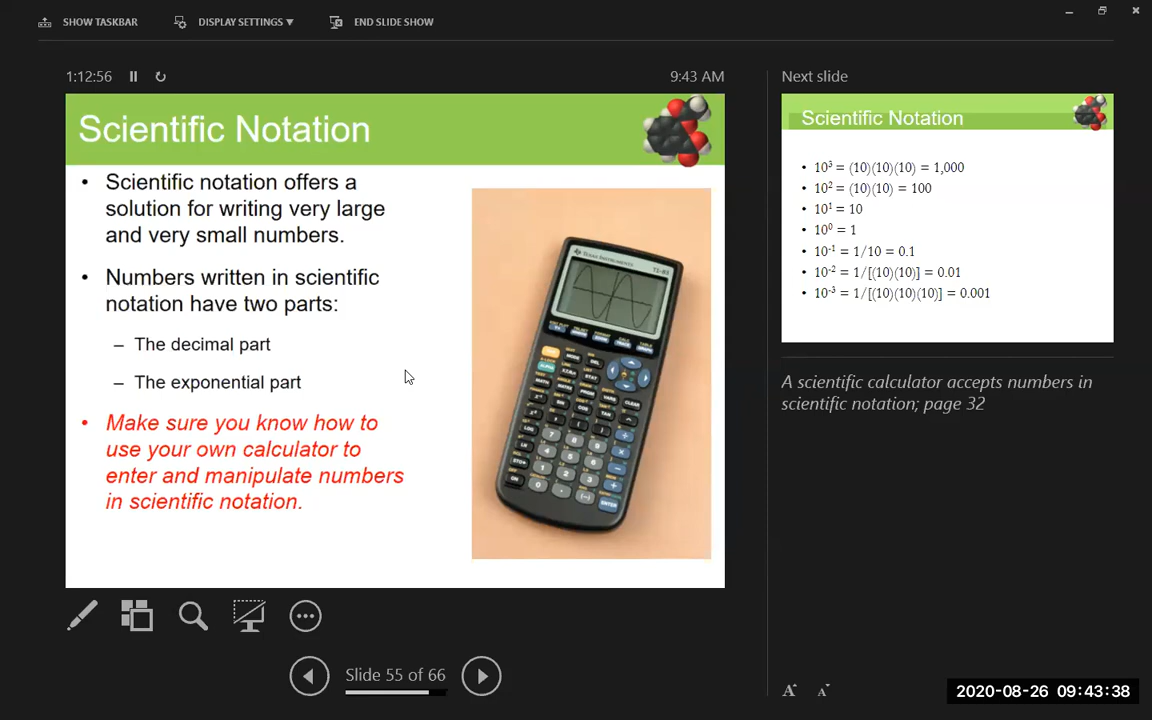 SHOW TASKBAR
DISPLAY SETTINGS ▼
END SLIDE SHOW
1:12:56
9:43 AM
Scientific Notation
• Scientific notation offers a
solution for writing very large
and very small numbers.
• Numbers written in scientific
notation have two parts:
– The decimal part
– The exponential part
• Make sure you know how to
use your own calculator to
enter and manipulate numbers
in scientific notation.
TEXAS INSTRUMENTS
TI-83
Next slide
Scientific Notation
• 10³ = (10)(10)(10) = 1,000
• 10² = (10)(10) = 100
• 10¹ = 10
• 10⁰ = 1
• 10⁻¹ = 1/10 = 0.1
• 10⁻² = 1/[(10)(10)] = 0.01
• 10⁻³ = 1/[(10)(10)(10)] = 0.001
A scientific calculator accepts numbers in
scientific notation; page 32
Slide 55 of 66
A A
2020-08-26 09:43:38